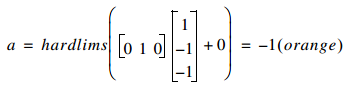 a = hardlims([0 1 0][1 −1 −1] + 0) = −1(orange)